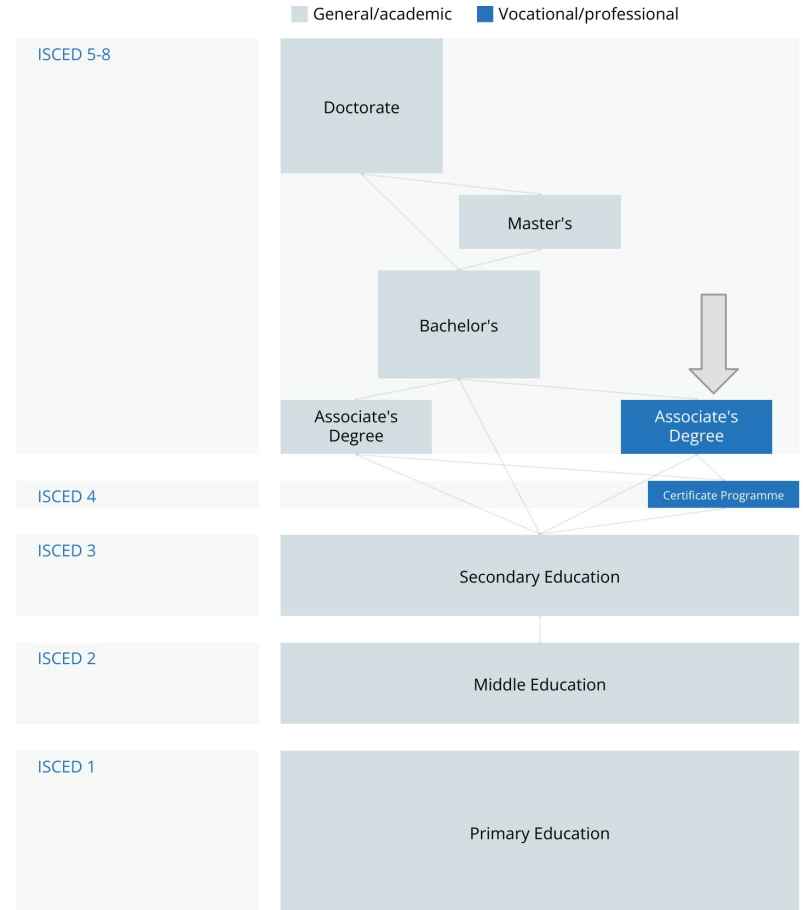 General/academic
Vocational/professional
ISCED 5-8
Doctorate
Master's
Bachelor's
Associate's
Degree
Associate's
Degree
ISCED 4
Certificate Programme
ISCED 3
Secondary Education
ISCED 2
Middle Education
ISCED 1
Primary Education